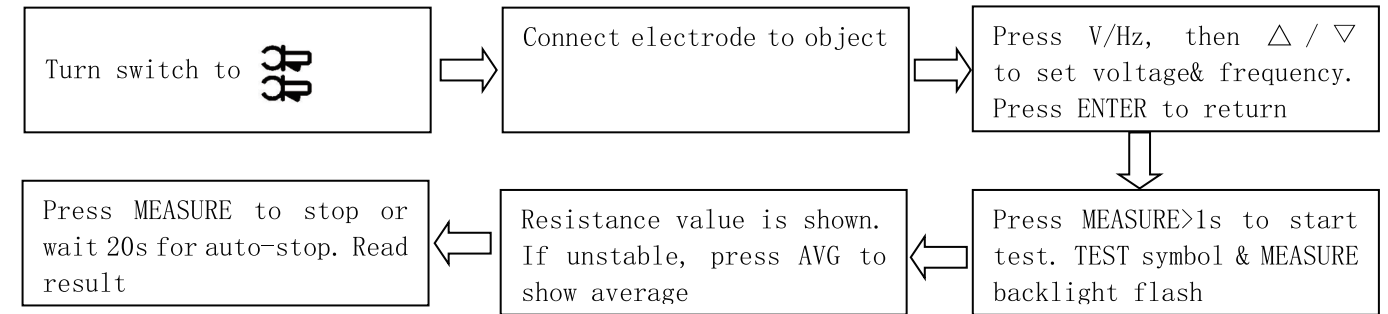 Turn switch to
Connect electrode to object
Press V/Hz, then △ / ▽
to set voltage& frequency.
Press ENTER to return
Press MEASURE>1s to start
test. TEST symbol & MEASURE
backlight flash
Resistance value is shown.
If unstable, press AVG to
show average
Press MEASURE to stop or
wait 20s for auto-stop. Read
result